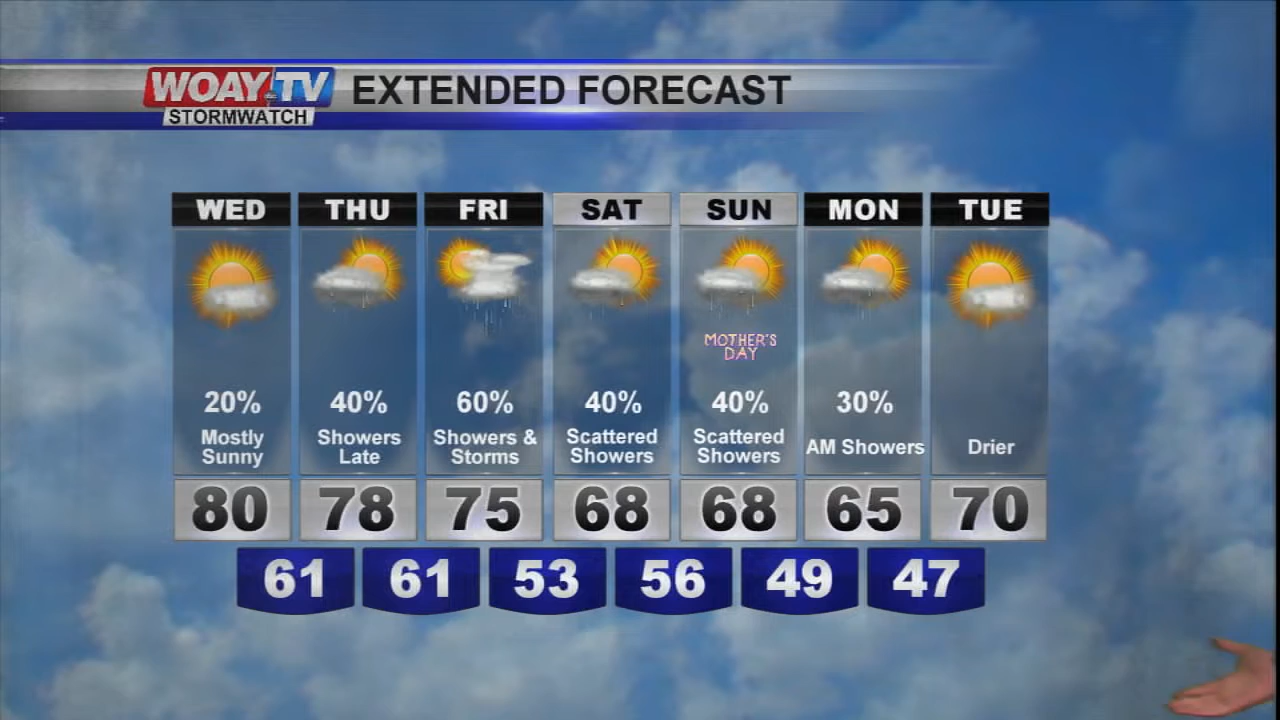 WOAY TV EXTENDED FORECAST
STORMWATCH
WED THU FRI SAT SUN MON TUE
MOTHER'S
DAY
20% 40% 60% 40% 40% 30%
Mostly Showers Showers & Scattered Scattered AM Showers Drier
Sunny Late Storms Showers Showers
80 78 75 68 68 65 70
61 61 53 56 49 47